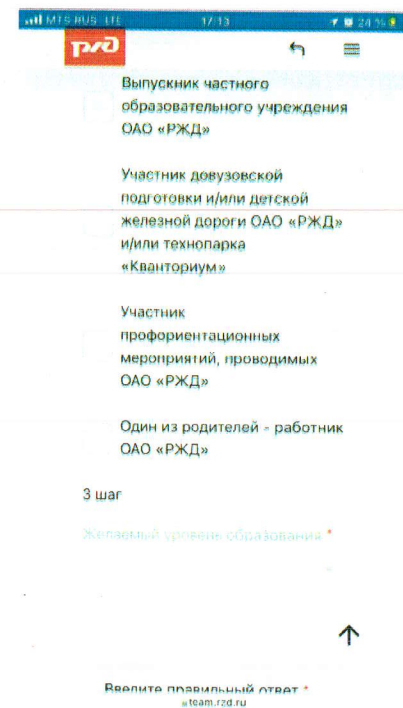 MTS RUS LTE 17:13 24 %
ржд
Выпускник частного
образовательного учреждения
ОАО «РЖД»
Участник довузовской
подготовки и/или детской
железной дороги ОАО «РЖД»
и/или технопарка
«Кванториум»
Участник
профориентационных
мероприятий, проводимых
ОАО «РЖД»
Один из родителей - работник
ОАО «РЖД»
3 шаг
Желаемый уровень образования *
Введите правильный ответ *
team.rzd.ru